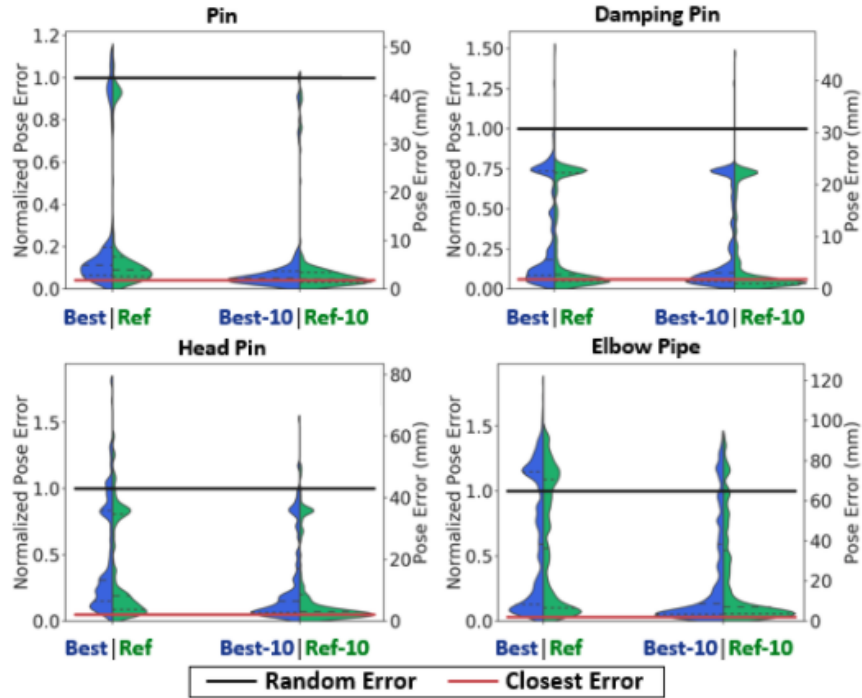 Pin
Normalized Pose Error
1.2
1.0
0.8
0.6
0.4
0.2
0.0
50
40
30
20
10
0
Pose Error (mm)
Best|Ref Best-10|Ref-10
Damping Pin
Normalized Pose Error
1.50
1.25
1.00
0.75
0.50
0.25
0.00
40
30
20
10
0
Pose Error (mm)
Best|Ref Best-10|Ref-10
Head Pin
Normalized Pose Error
1.5
1.0
0.5
0.0
80
60
40
20
0
Pose Error (mm)
Best|Ref Best-10|Ref-10
Elbow Pipe
Normalized Pose Error
1.5
1.0
0.5
0.0
120
100
80
60
40
20
0
Pose Error (mm)
Best|Ref Best-10|Ref-10
Random Error Closest Error